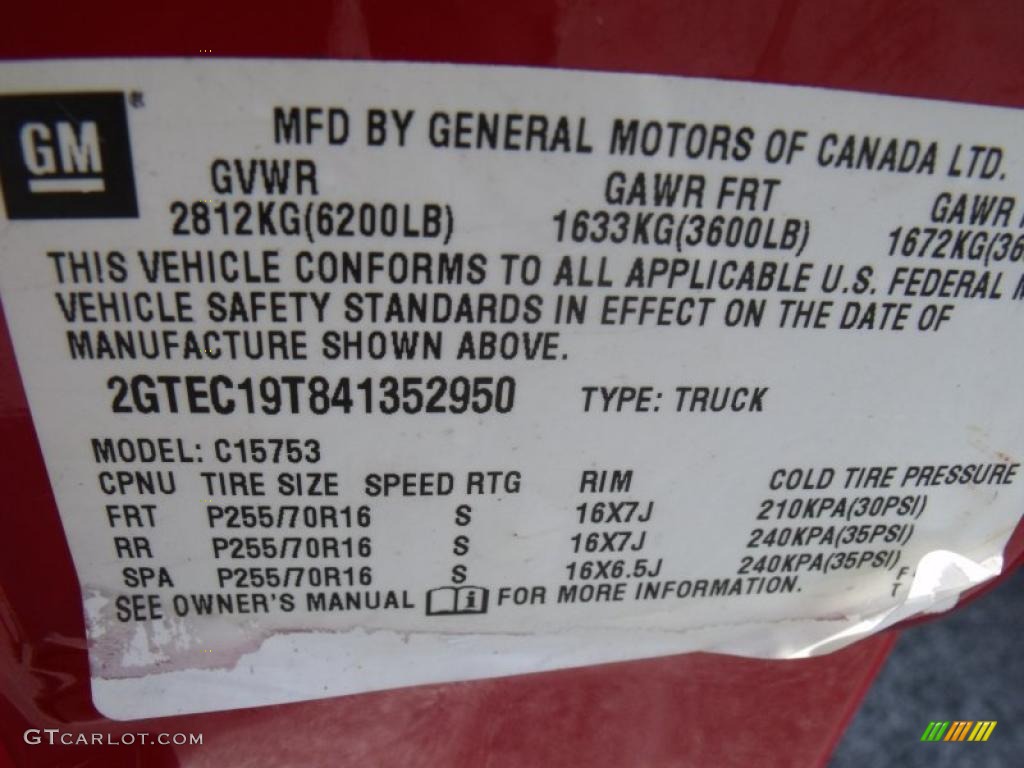 GM®
MFD BY GENERAL MOTORS OF CANADA LTD.
GVWR GAWR FRT GAWR
2812KG(6200LB) 1633KG(3600LB) 1672KG(36
THIS VEHICLE CONFORMS TO ALL APPLICABLE U.S. FEDERAL
VEHICLE SAFETY STANDARDS IN EFFECT ON THE DATE OF
MANUFACTURE SHOWN ABOVE.
2GTEC19T841352950 TYPE: TRUCK
MODEL: C15753
CPNU TIRE SIZE SPEED RTG RIM COLD TIRE PRESSURE
FRT P255/70R16 S 16X7J 210KPA(30PSI)
RR P255/70R16 S 16X7J 240KPA(35PSI)
SPA P255/70R16 S 16X6.5J 240KPA(35PSI)
SEE OWNER'S MANUAL i FOR MORE INFORMATION.
F
T
GTCARLOT.COM